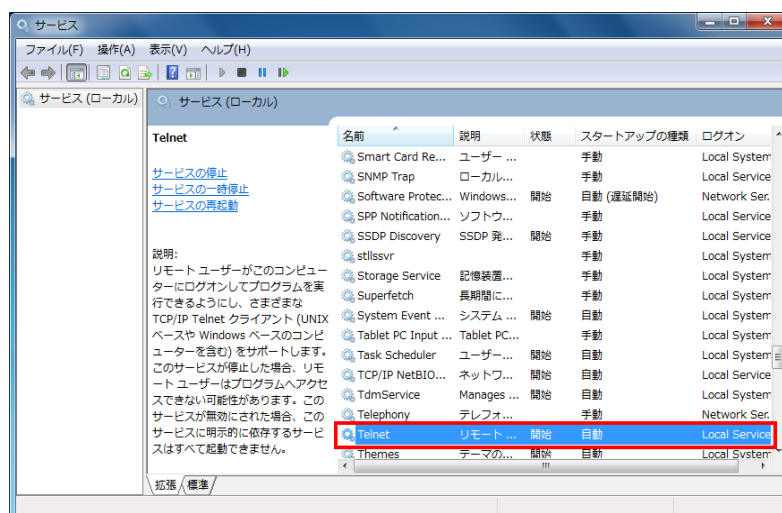 サービス
ファイル(F) 操作(A) 表示(V) ヘルプ(H)
サービス (ローカル)
サービス (ローカル)
Telnet
サービスの停止
サービスの一時停止
サービスの再起動
説明:
リモート ユーザーがこのコンピュー
ターにログオンしてプログラムを実
行できるようにし、さまざまな
TCP/IP Telnet クライアント (UNIX
ベースや Windows ベースのコンピ
ューターを含む) をサポートします。
このサービスが停止した場合、リモ
ート ユーザーはプログラムへアクセ
スできない可能性があります。この
サービスが無効にされた場合、この
サービスに明示的に依存するサービ
スはすべて起動できません。
名前 説明 状態 スタートアップの種類 ログオン
Smart Card Re... ユーザー ... 手動 Local System
SNMP Trap ローカル... 手動 Local Service
Software Protec... Windows... 開始 自動 (遅延開始) Network Ser.
SPP Notification... ソフトウ... 手動 Local Service
SSDP Discovery SSDP 発... 開始 手動 Local Service
stllssvr 手動 Local System
Storage Service 記憶装置... 手動 Local System
Superfetch 長期間に... 手動 Local System
System Event ... システム ... 開始 自動 Local System
Tablet PC Input ... Tablet PC... 手動 Local System
Task Scheduler ユーザー... 開始 自動 Local System
TCP/IP NetBIO... ネットワ... 開始 自動 Local Service
TdmService Manages ... 開始 自動 Local System
Telephony テレフォ... 手動 Network Ser.
Telnet リモート ... 開始 自動 Local Service
Themes テーマの... 開始 自動 Local System
拡張 標準